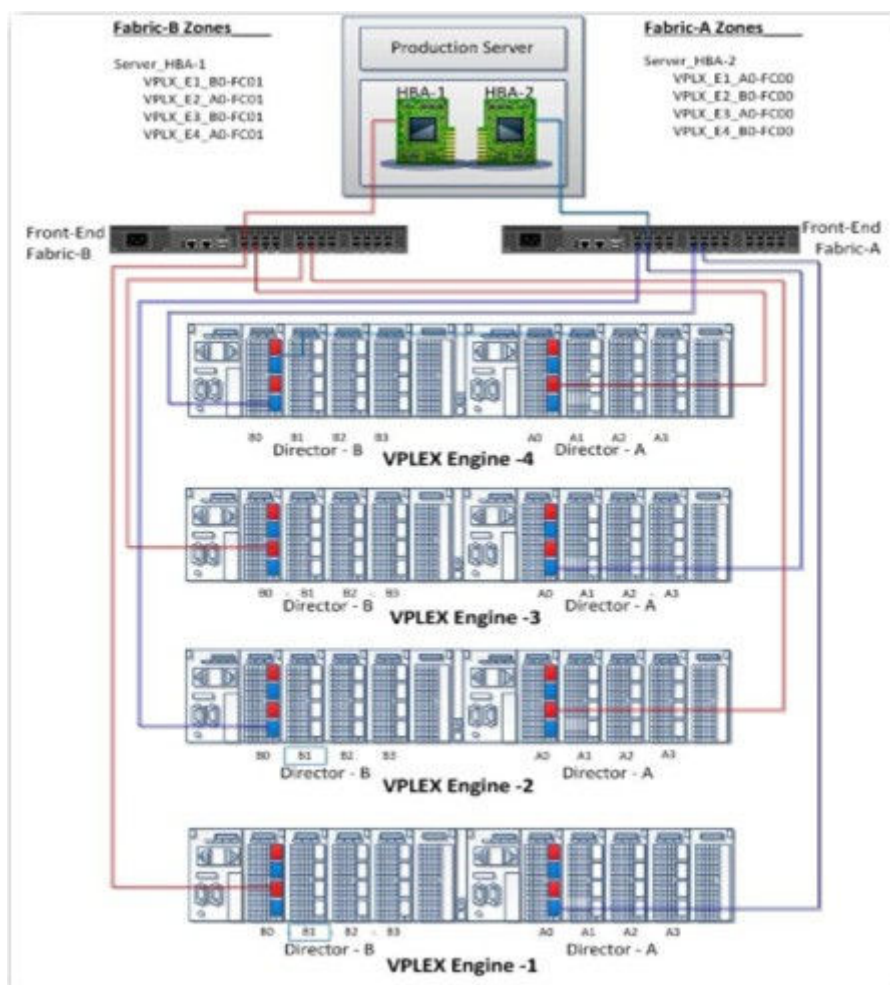 Fabric-B Zones
Server_HBA-1
VPLX_E1_B0-FC01
VPLX_E2_A0-FC01
VPLX_E3_B0-FC01
VPLX_E4_A0-FC01
Production Server
HBA-1 HBA-2
Fabric-A Zones
Server_HBA-2
VPLX_E1_A0-FC00
VPLX_E2_B0-FC00
VPLX_E3_A0-FC00
VPLX_E4_B0-FC00
Front-End
Fabric-B
Front-End
Fabric-A
B0 B1 B2 B3 A0 A1 A2 A3
Director - B Director - A
VPLEX Engine -4
B0 - B1 B2 - B3 A0 A1 A2 - A3
Director - B Director - A
VPLEX Engine -3
B0 B1 B2 B3 A0 A1 A2 A3
Director - B Director - A
VPLEX Engine -2
B0 B1 - B2 - B3 A0 A1 A2 A3
Director - B Director - A
VPLEX Engine -1